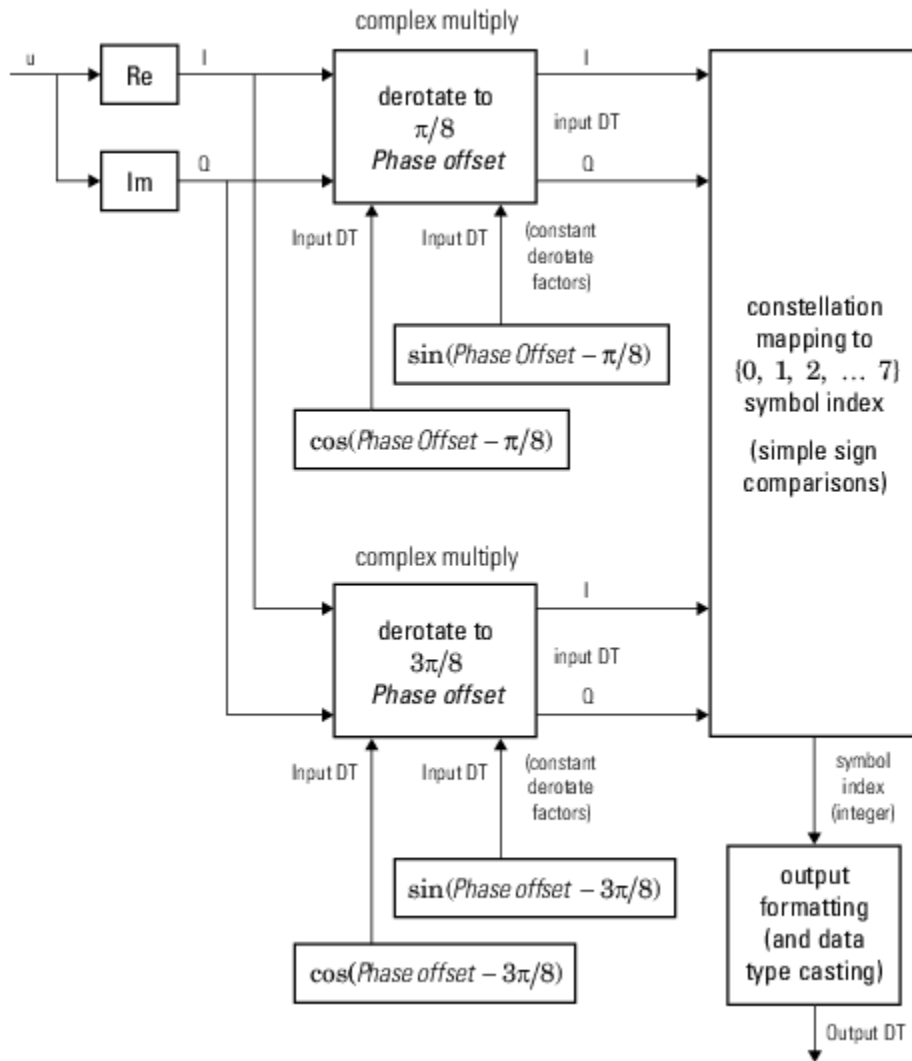 complex multiply
u
Re
I
derotate to
π/8
Phase offset
I
input DT
Q
Im
Q
Input DT
Input DT
(constant
derotate
factors)
sin(Phase Offset − π/8)
cos(Phase Offset − π/8)
constellation
mapping to
{0, 1, 2, … 7}
symbol index
(simple sign
comparisons)
complex multiply
derotate to
3π/8
Phase offset
I
input DT
Q
Input DT
Input DT
(constant
derotate
factors)
sin(Phase offset − 3π/8)
cos(Phase offset − 3π/8)
symbol
index
(integer)
output
formatting
(and data
type casting)
Output DT